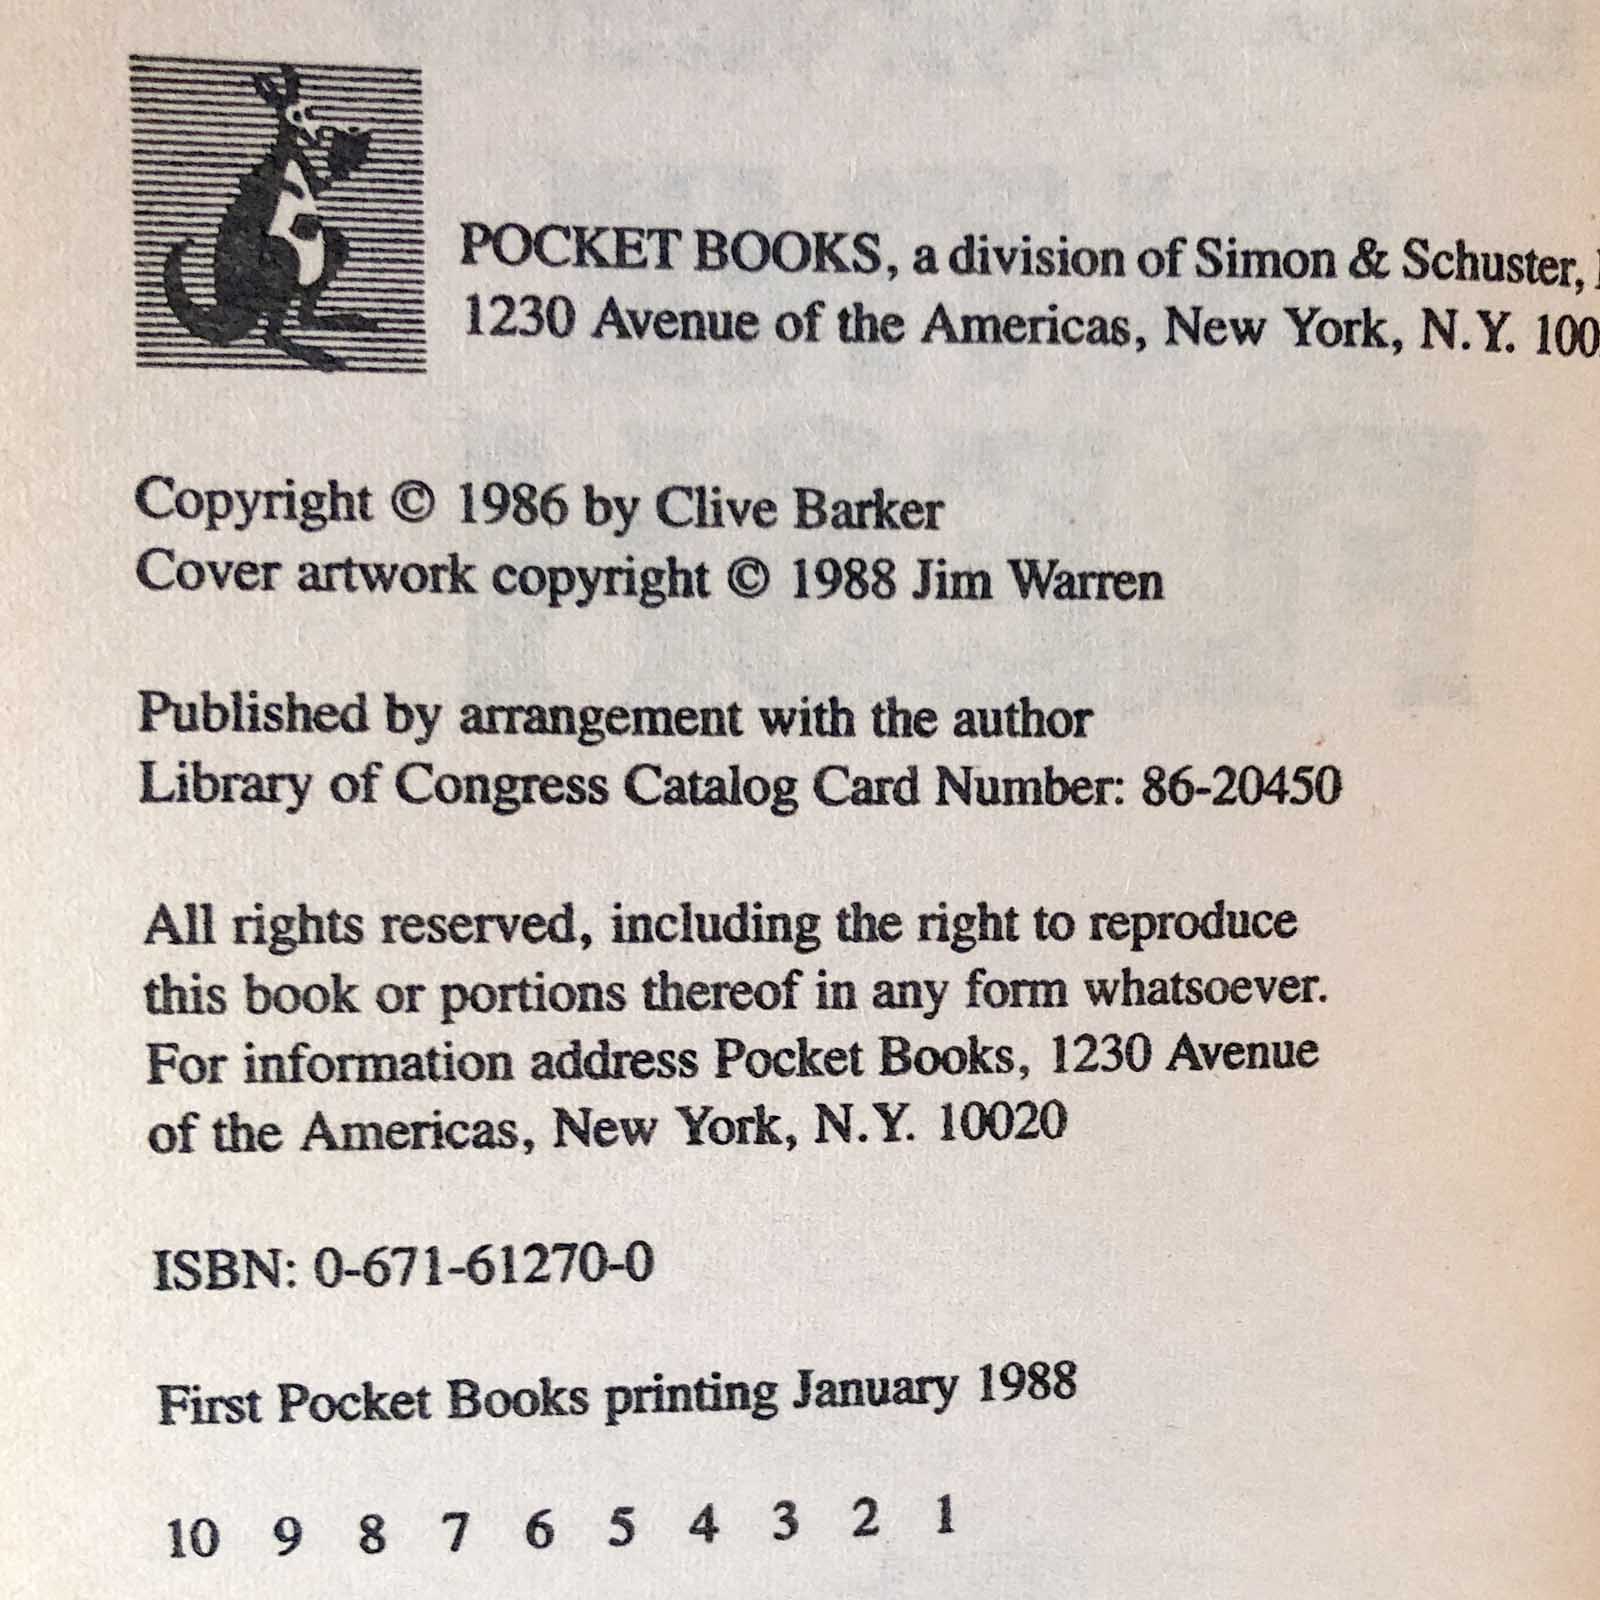 POCKET BOOKS, a division of Simon & Schuster,
1230 Avenue of the Americas, New York, N.Y. 100
Copyright © 1986 by Clive Barker
Cover artwork copyright © 1988 Jim Warren
Published by arrangement with the author
Library of Congress Catalog Card Number: 86-20450
All rights reserved, including the right to reproduce
this book or portions thereof in any form whatsoever.
For information address Pocket Books, 1230 Avenue
of the Americas, New York, N.Y. 10020
ISBN: 0-671-61270-0
First Pocket Books printing January 1988
10 9 8 7 6 5 4 3 2 1